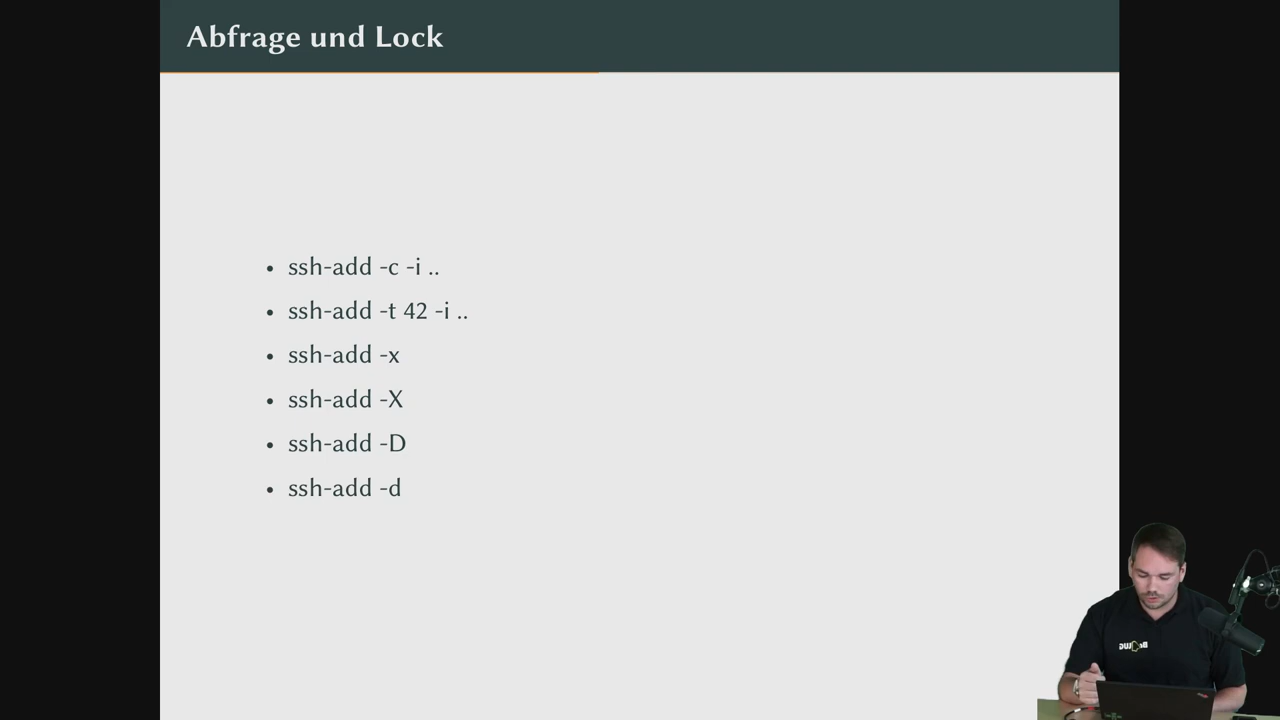 Abfrage und Lock
• ssh-add -c -i ..
• ssh-add -t 42 -i ..
• ssh-add -x
• ssh-add -X
• ssh-add -D
• ssh-add -d